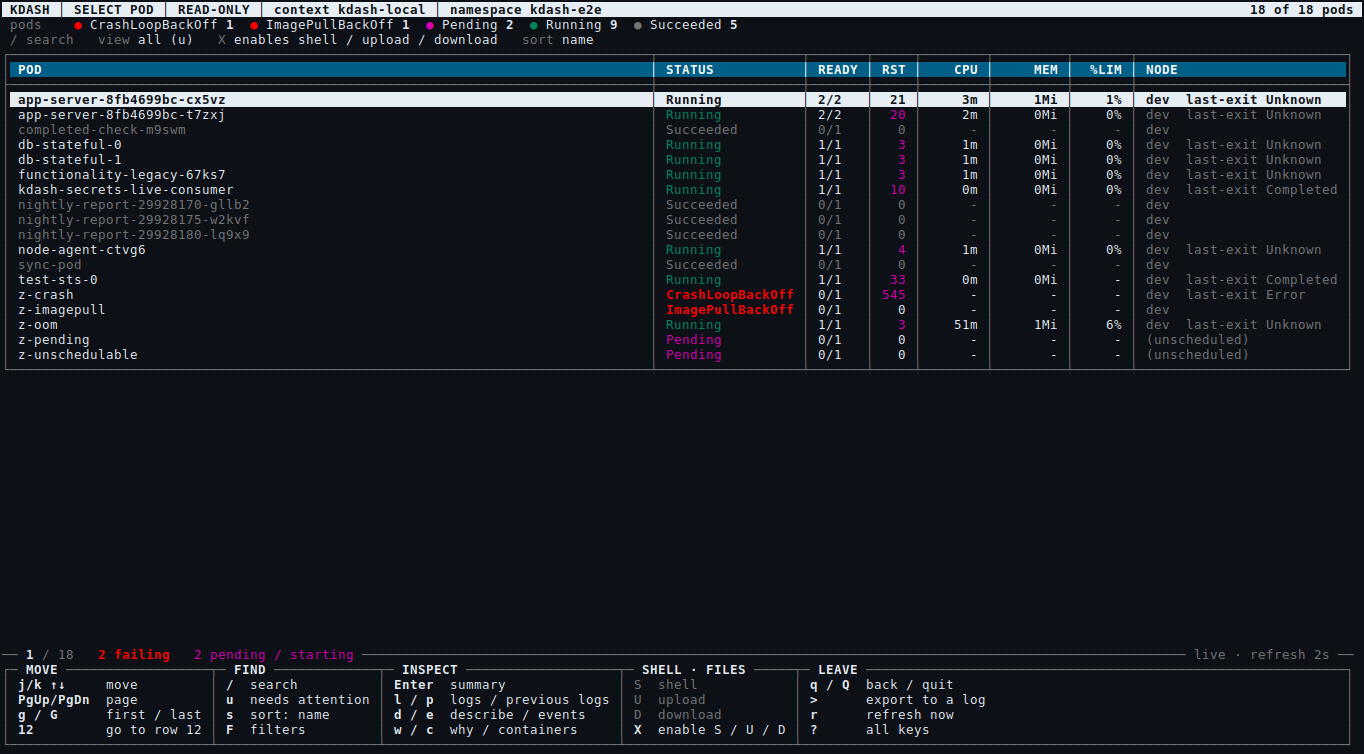 KDASH │ SELECT POD │ READ-ONLY │ context kdash-local │ namespace kdash-e2e 18 of 18 pods
pods ● CrashLoopBackOff 1 ● ImagePullBackOff 1 ● Pending 2 ● Running 9 ● Succeeded 5
/ search view all (u) X enables shell / upload / download sort name
POD STATUS READY RST CPU MEM %LIM NODE
app-server-8fb4699bc-cx5vz Running 2/2 21 3m 1Mi 1% dev last-exit Unknown
app-server-8fb4699bc-t7zxj Running 2/2 20 2m 0Mi 0% dev last-exit Unknown
completed-check-m9swm Succeeded 0/1 0 - - - dev
db-stateful-0 Running 1/1 3 1m 0Mi 0% dev last-exit Unknown
db-stateful-1 Running 1/1 3 1m 0Mi 0% dev last-exit Unknown
functionality-legacy-67ks7 Running 1/1 3 1m 0Mi 0% dev last-exit Unknown
kdash-secrets-live-consumer Running 1/1 10 0m 0Mi 0% dev last-exit Completed
nightly-report-29928170-gllb2 Succeeded 0/1 0 - - - dev
nightly-report-29928175-w2kvf Succeeded 0/1 0 - - - dev
nightly-report-29928180-lq9x9 Succeeded 0/1 0 - - - dev
node-agent-ctvg6 Running 1/1 4 1m 0Mi 0% dev last-exit Unknown
sync-pod Succeeded 0/1 0 - - - dev
test-sts-0 Running 1/1 33 0m 0Mi - dev last-exit Completed
z-crash CrashLoopBackOff 0/1 545 - - - dev last-exit Error
z-imagepull ImagePullBackOff 0/1 0 - - - dev
z-oom Running 1/1 3 51m 1Mi 6% dev last-exit Unknown
z-pending Pending 0/1 0 - - - (unscheduled)
z-unschedulable Pending 0/1 0 - - - (unscheduled)
1 / 18 2 failing 2 pending / starting live · refresh 2s
MOVE FIND INSPECT SHELL · FILES LEAVE
j/k ↑↓ move / search Enter summary S shell q / Q back / quit
PgUp/PgDn page u needs attention l / p logs / previous logs U upload > export to a log
g / G first / last s sort: name d / e describe / events D download r refresh now
12 go to row 12 F filters w / c why / containers X enable S / U / D ? all keys